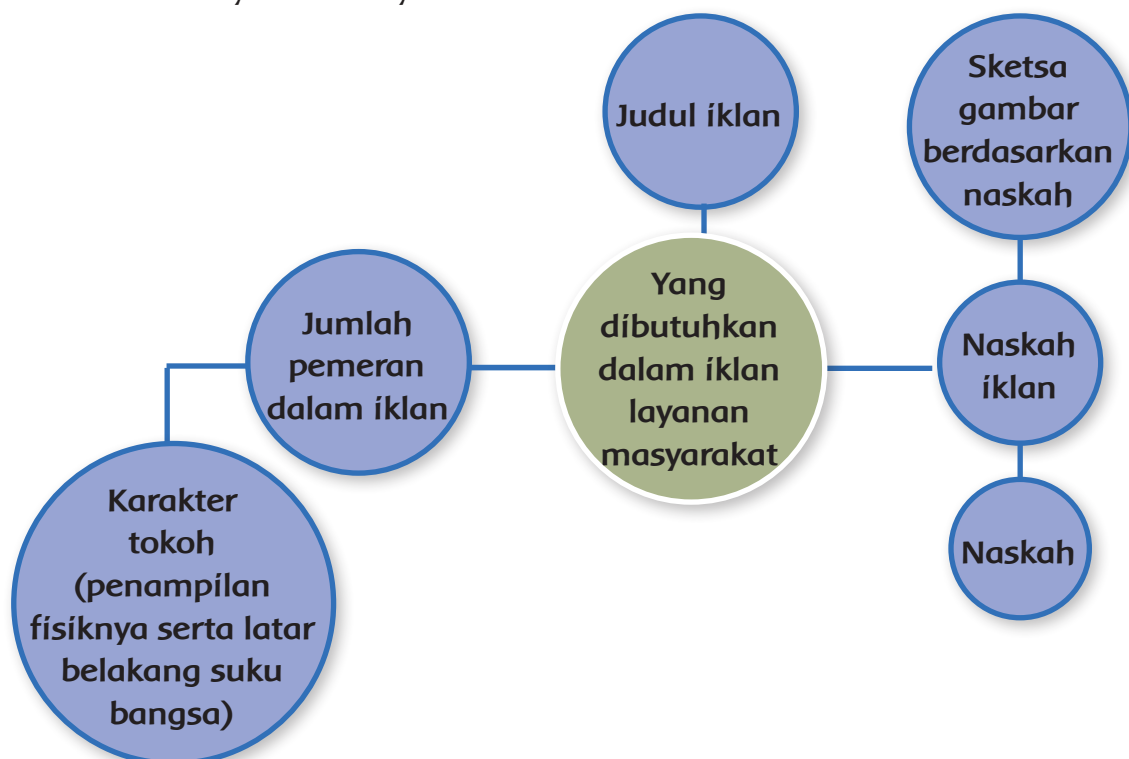 Judul iklan
Sketsa
gambar
berdasarkan
naskah
Yang
dibutuhkan
dalam iklan
layanan
masyarakat
Jumlah
pemeran
dalam iklan
Naskah
iklan
Karakter
tokoh
(penampilan
fisiknya serta latar
belakang suku
bangsa)
Naskah